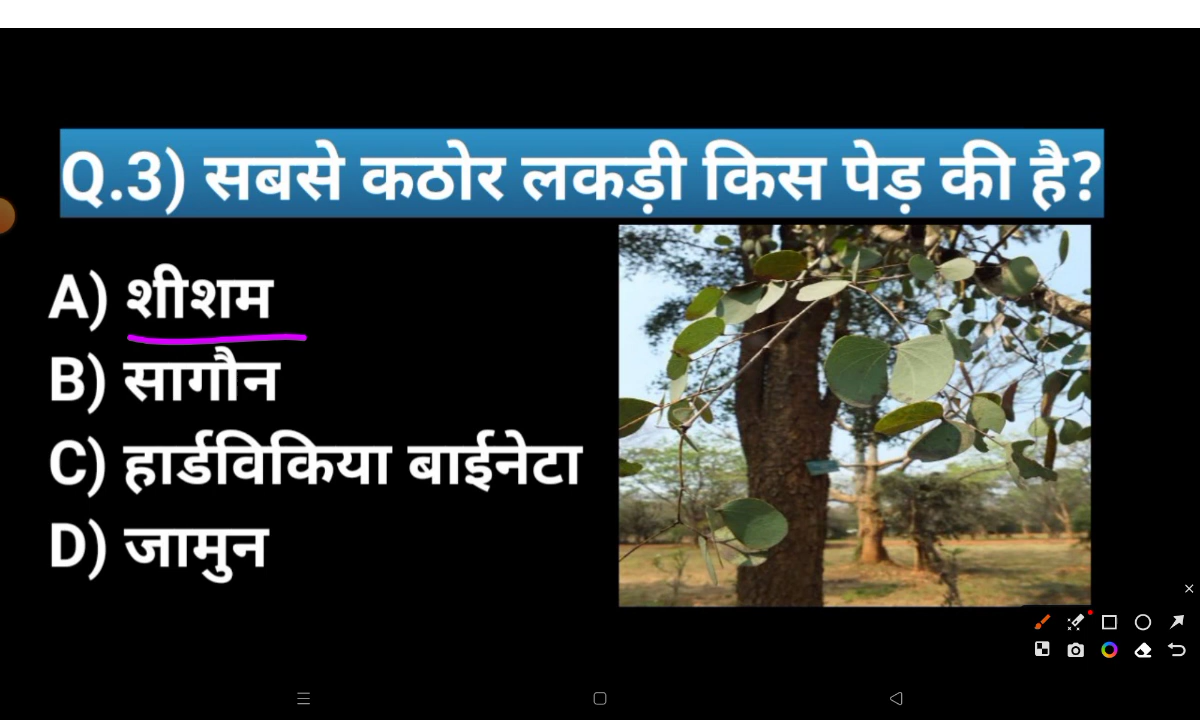 Q.3) सबसे कठोर लकड़ी किस पेड़ की है?
A) शीशम
B) सागौन
C) हार्डविकिया बाईनेटा
D) जामुन